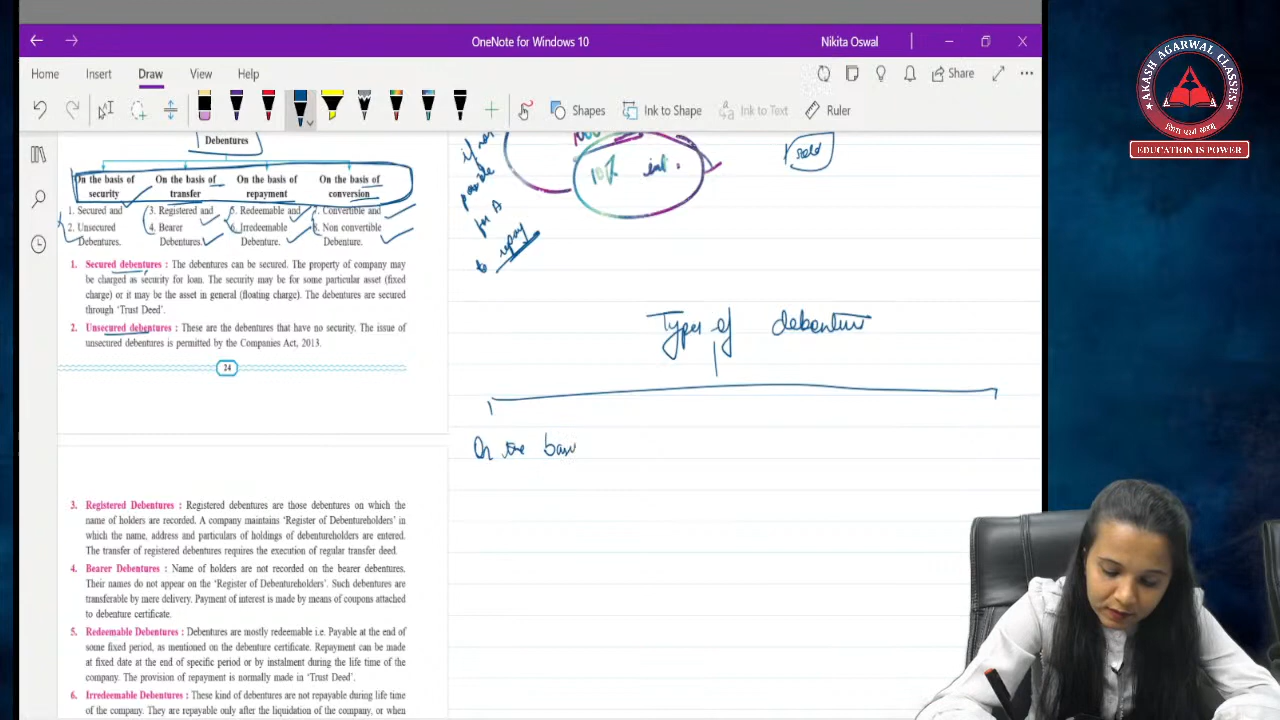 OneNote for Windows 10
Nikita Oswal
Home Insert Draw View Help
Share
Shapes Ink to Shape Ink to Text Ruler
Debentures
On the basis of security
On the basis of transfer
On the basis of repayment
On the basis of conversion
1. Secured and
2. Unsecured
Debentures.
3. Registered and
4. Bearer
Debentures.
5. Redeemable and
6. Irredeemable
Debenture.
7. Convertible and
8. Non convertible
Debenture.
1. Secured debentures : The debentures can be secured. The property of company may
be charged as security for loan. The security may be for some particular asset (fixed
charge) or it may be the asset in general (floating charge). The debentures are secured
through 'Trust Deed'.
2. Unsecured debentures : These are the debentures that have no security. The issue of
unsecured debentures is permitted by the Companies Act, 2013.
24
3. Registered Debentures : Registered debentures are those debentures on which the
name of holders are recorded. A company maintains 'Register of Debentureholders' in
which the name, address and particulars of holdings of debentureholders are entered.
The transfer of registered debentures requires the execution of regular transfer deed.
4. Bearer Debentures : Name of holders are not recorded on the bearer debentures.
Their names do not appear on the 'Register of Debentureholders'. Such debentures are
transferable by mere delivery. Payment of interest is made by means of coupons attached
to debenture certificate.
5. Redeemable Debentures : Debentures are mostly redeemable i.e. Payable at the end of
some fixed period, as mentioned on the debenture certificate. Repayment can be made
at fixed date at the end of specific period or by instalment during the life time of the
company. The provision of repayment is normally made in 'Trust Deed'.
6. Irredeemable Debentures : These kind of debentures are not repayable during life time
of the company. They are repayable only after the liquidation of the company, or when
provide
for A
to repay
10% int.
Types of debenture
On the basis
AKASH AGARWAL CLASSES
EDUCATION IS POWER